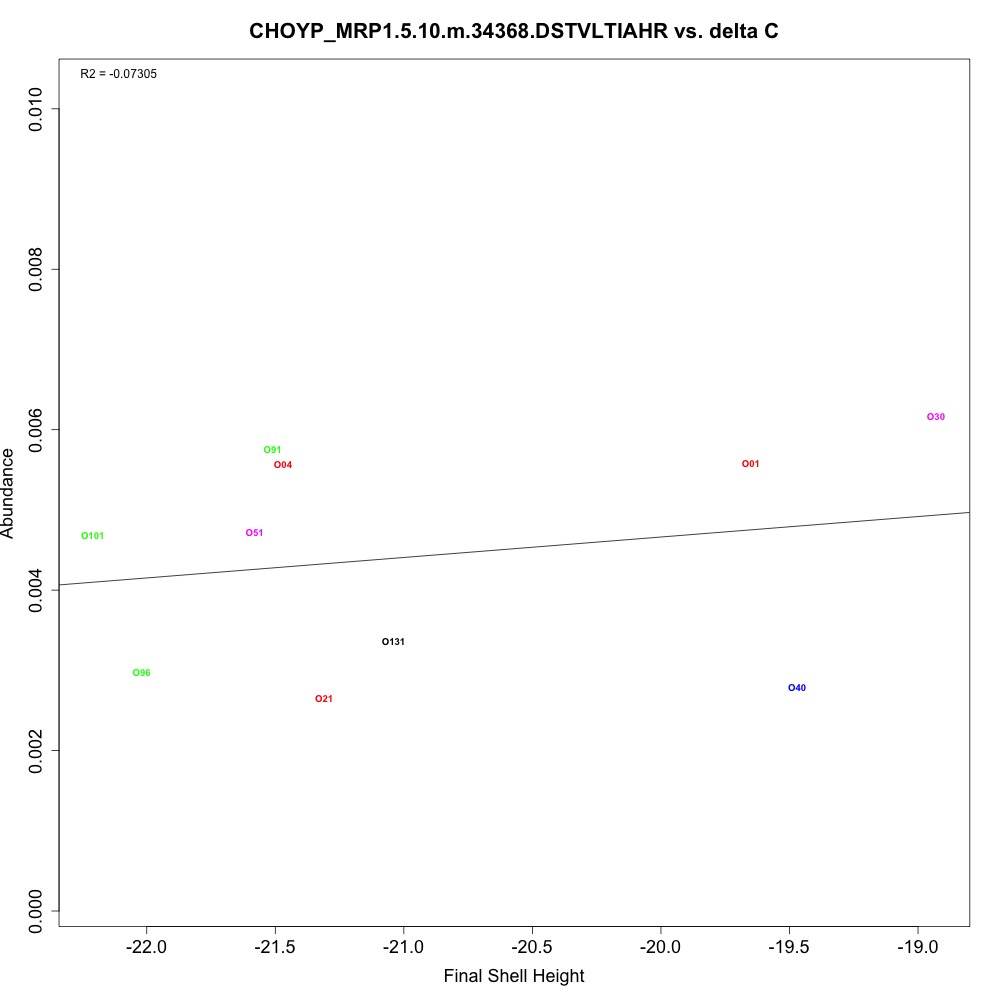 CHOYP_MRP1.5.10.m.34368.DSTVLTIAHR vs. delta C
R2 = -0.07305
0.010
0.008
0.006
0.004
0.002
0.000
Abundance
O30
O91
O04
O01
O101
O51
O131
O96
O40
O21
-22.0 -21.5 -21.0 -20.5 -20.0 -19.5 -19.0
Final Shell Height